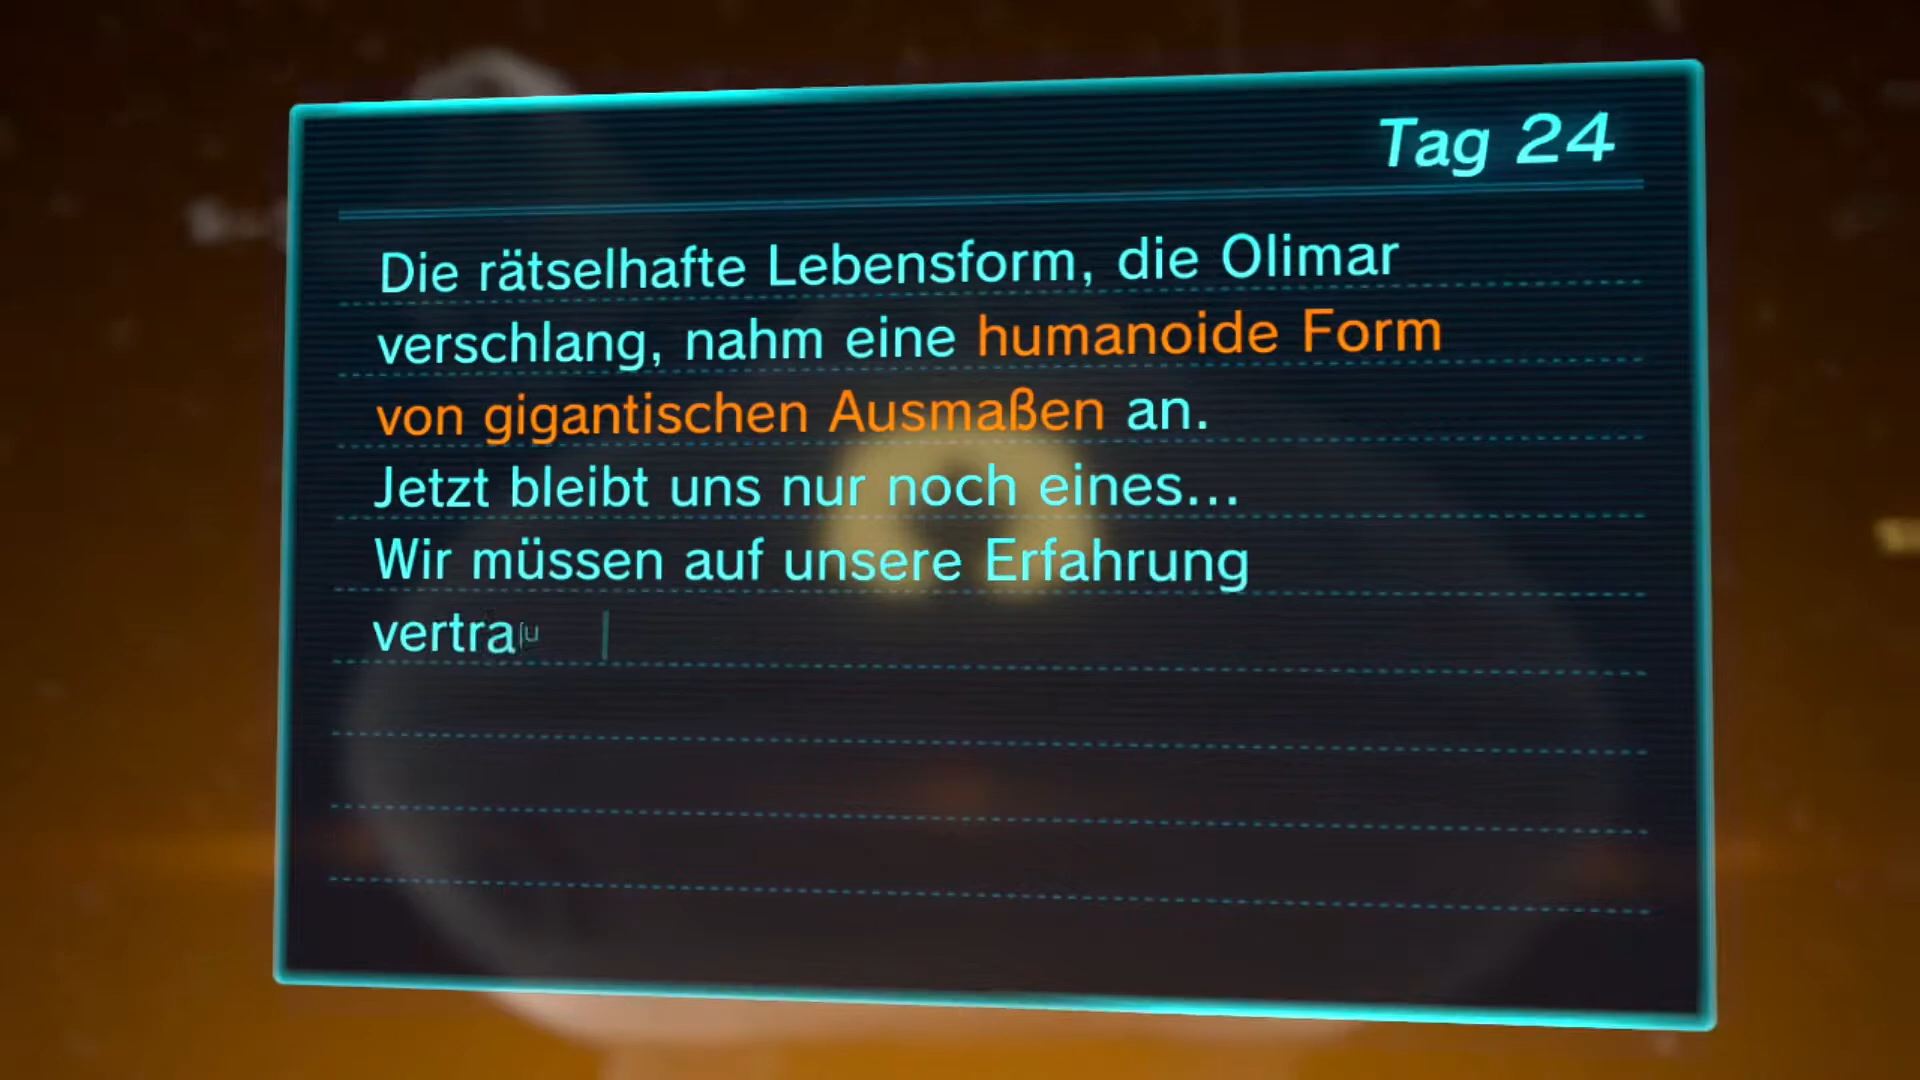 Tag 24
Die rätselhafte Lebensform, die Olimar
verschlang, nahm eine humanoide Form
von gigantischen Ausmaßen an.
Jetzt bleibt uns nur noch eines...
Wir müssen auf unsere Erfahrung
vertrau